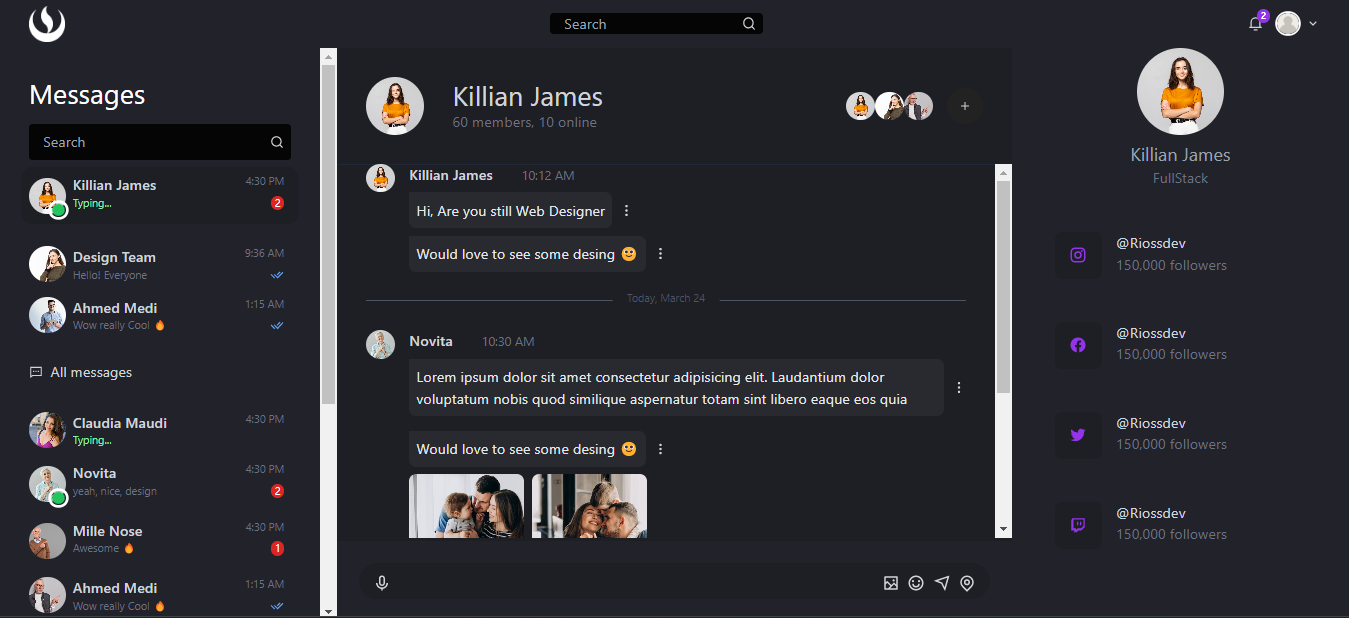 Search
2
Messages
Search
Killian James
4:30 PM
Typing...
2
Design Team
9:36 AM
Hello! Everyone
Ahmed Medi
1:15 AM
Wow really Cool 🔥
All messages
Claudia Maudi
4:30 PM
Typing...
Novita
4:30 PM
yeah, nice, design
2
Mille Nose
4:30 PM
Awesome 🔥
1
Ahmed Medi
1:15 AM
Wow really Cool 🔥
Killian James
60 members, 10 online
+
Killian James 10:12 AM
Hi, Are you still Web Designer
Would love to see some desing 🙂
Today, March 24
Novita 10:30 AM
Lorem ipsum dolor sit amet consectetur adipisicing elit. Laudantium dolor
voluptatum nobis quod similique aspernatur totam sint libero eaque eos quia
Would love to see some desing 🙂
Killian James
FullStack
@Riossdev
150,000 followers
@Riossdev
150,000 followers
@Riossdev
150,000 followers
@Riossdev
150,000 followers